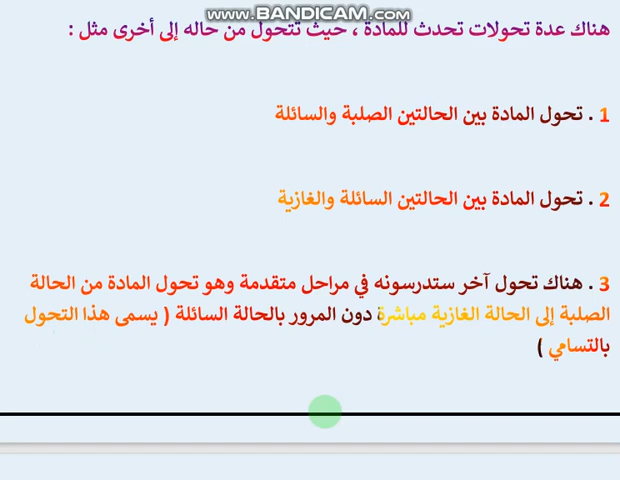 www.BANDICAM.com
هناك عدة تحولات تحدث للمادة ، حيث تتحول من حاله إلى أخرى مثل :
1 . تحول المادة بين الحالتين الصلبة والسائلة
2 . تحول المادة بين الحالتين السائلة والغازية
3 . هناك تحول آخر ستدرسونه في مراحل متقدمة وهو تحول المادة من الحالة
الصلبة إلى الحالة الغازية مباشرة دون المرور بالحالة السائلة ( يسمى هذا التحول
بالتسامي )